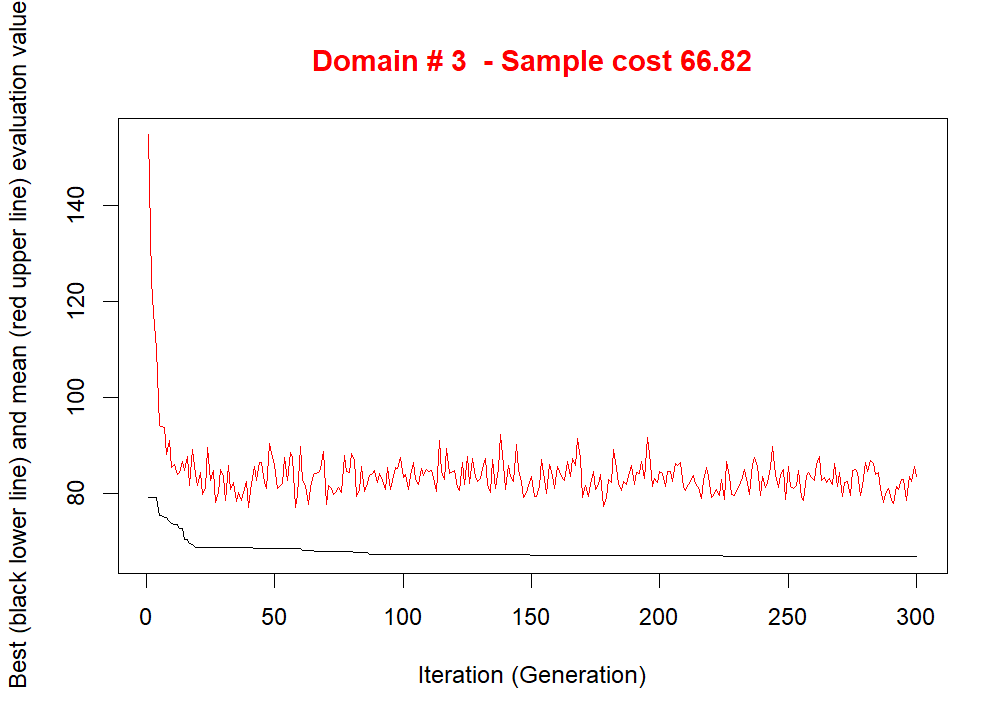 Domain # 3  - Sample cost 66.82
Best (black lower line) and mean (red upper line) evaluation value
140
120
100
80
0 50 100 150 200 250 300
Iteration (Generation)